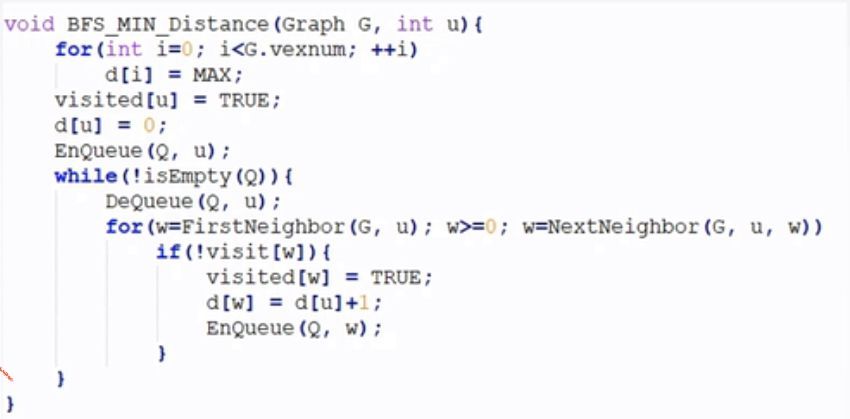 void BFS_MIN_Distance(Graph G, int u){
    for(int i=0; i<G.vexnum; ++i)
        d[i] = MAX;
    visited[u] = TRUE;
    d[u] = 0;
    EnQueue(Q, u);
    while(!isEmpty(Q)){
        DeQueue(Q, u);
        for(w=FirstNeighbor(G, u); w>=0; w=NextNeighbor(G, u, w))
            if(!visit[w]){
                visited[w] = TRUE;
                d[w] = d[u]+1;
                EnQueue(Q, w);
            }
    }
}